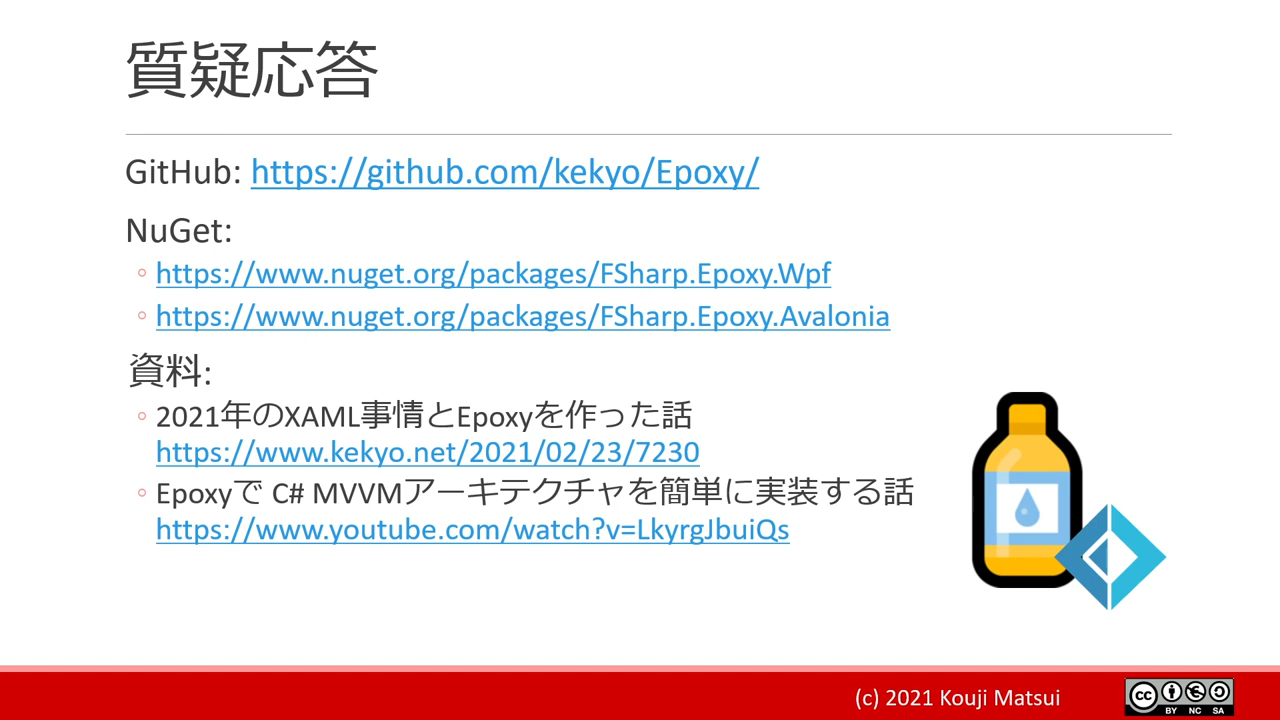 質疑応答
GitHub: https://github.com/kekyo/Epoxy/
NuGet:
https://www.nuget.org/packages/FSharp.Epoxy.Wpf
https://www.nuget.org/packages/FSharp.Epoxy.Avalonia
資料:
2021年のXAML事情とEpoxyを作った話
https://www.kekyo.net/2021/02/23/7230
Epoxyで C# MVVMアーキテクチャを簡単に実装する話
https://www.youtube.com/watch?v=LkyrgJbuiQs
(c) 2021 Kouji Matsui
cc
BY NC SA